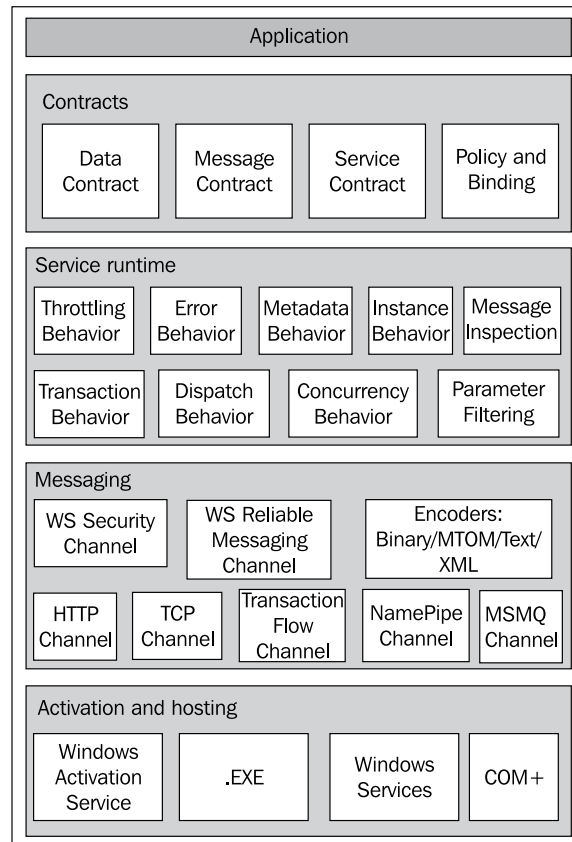 Application
Contracts
Data
Contract
Message
Contract
Service
Contract
Policy and
Binding
Service runtime
Throttling
Behavior
Error
Behavior
Metadata
Behavior
Instance
Behavior
Message
Inspection
Transaction
Behavior
Dispatch
Behavior
Concurrency
Behavior
Parameter
Filtering
Messaging
WS Security
Channel
WS Reliable
Messaging
Channel
Encoders:
Binary/MTOM/Text/
XML
HTTP
Channel
TCP
Channel
Transaction
Flow
Channel
NamePipe
Channel
MSMQ
Channel
Activation and hosting
Windows
Activation
Service
.EXE
Windows
Services
COM+